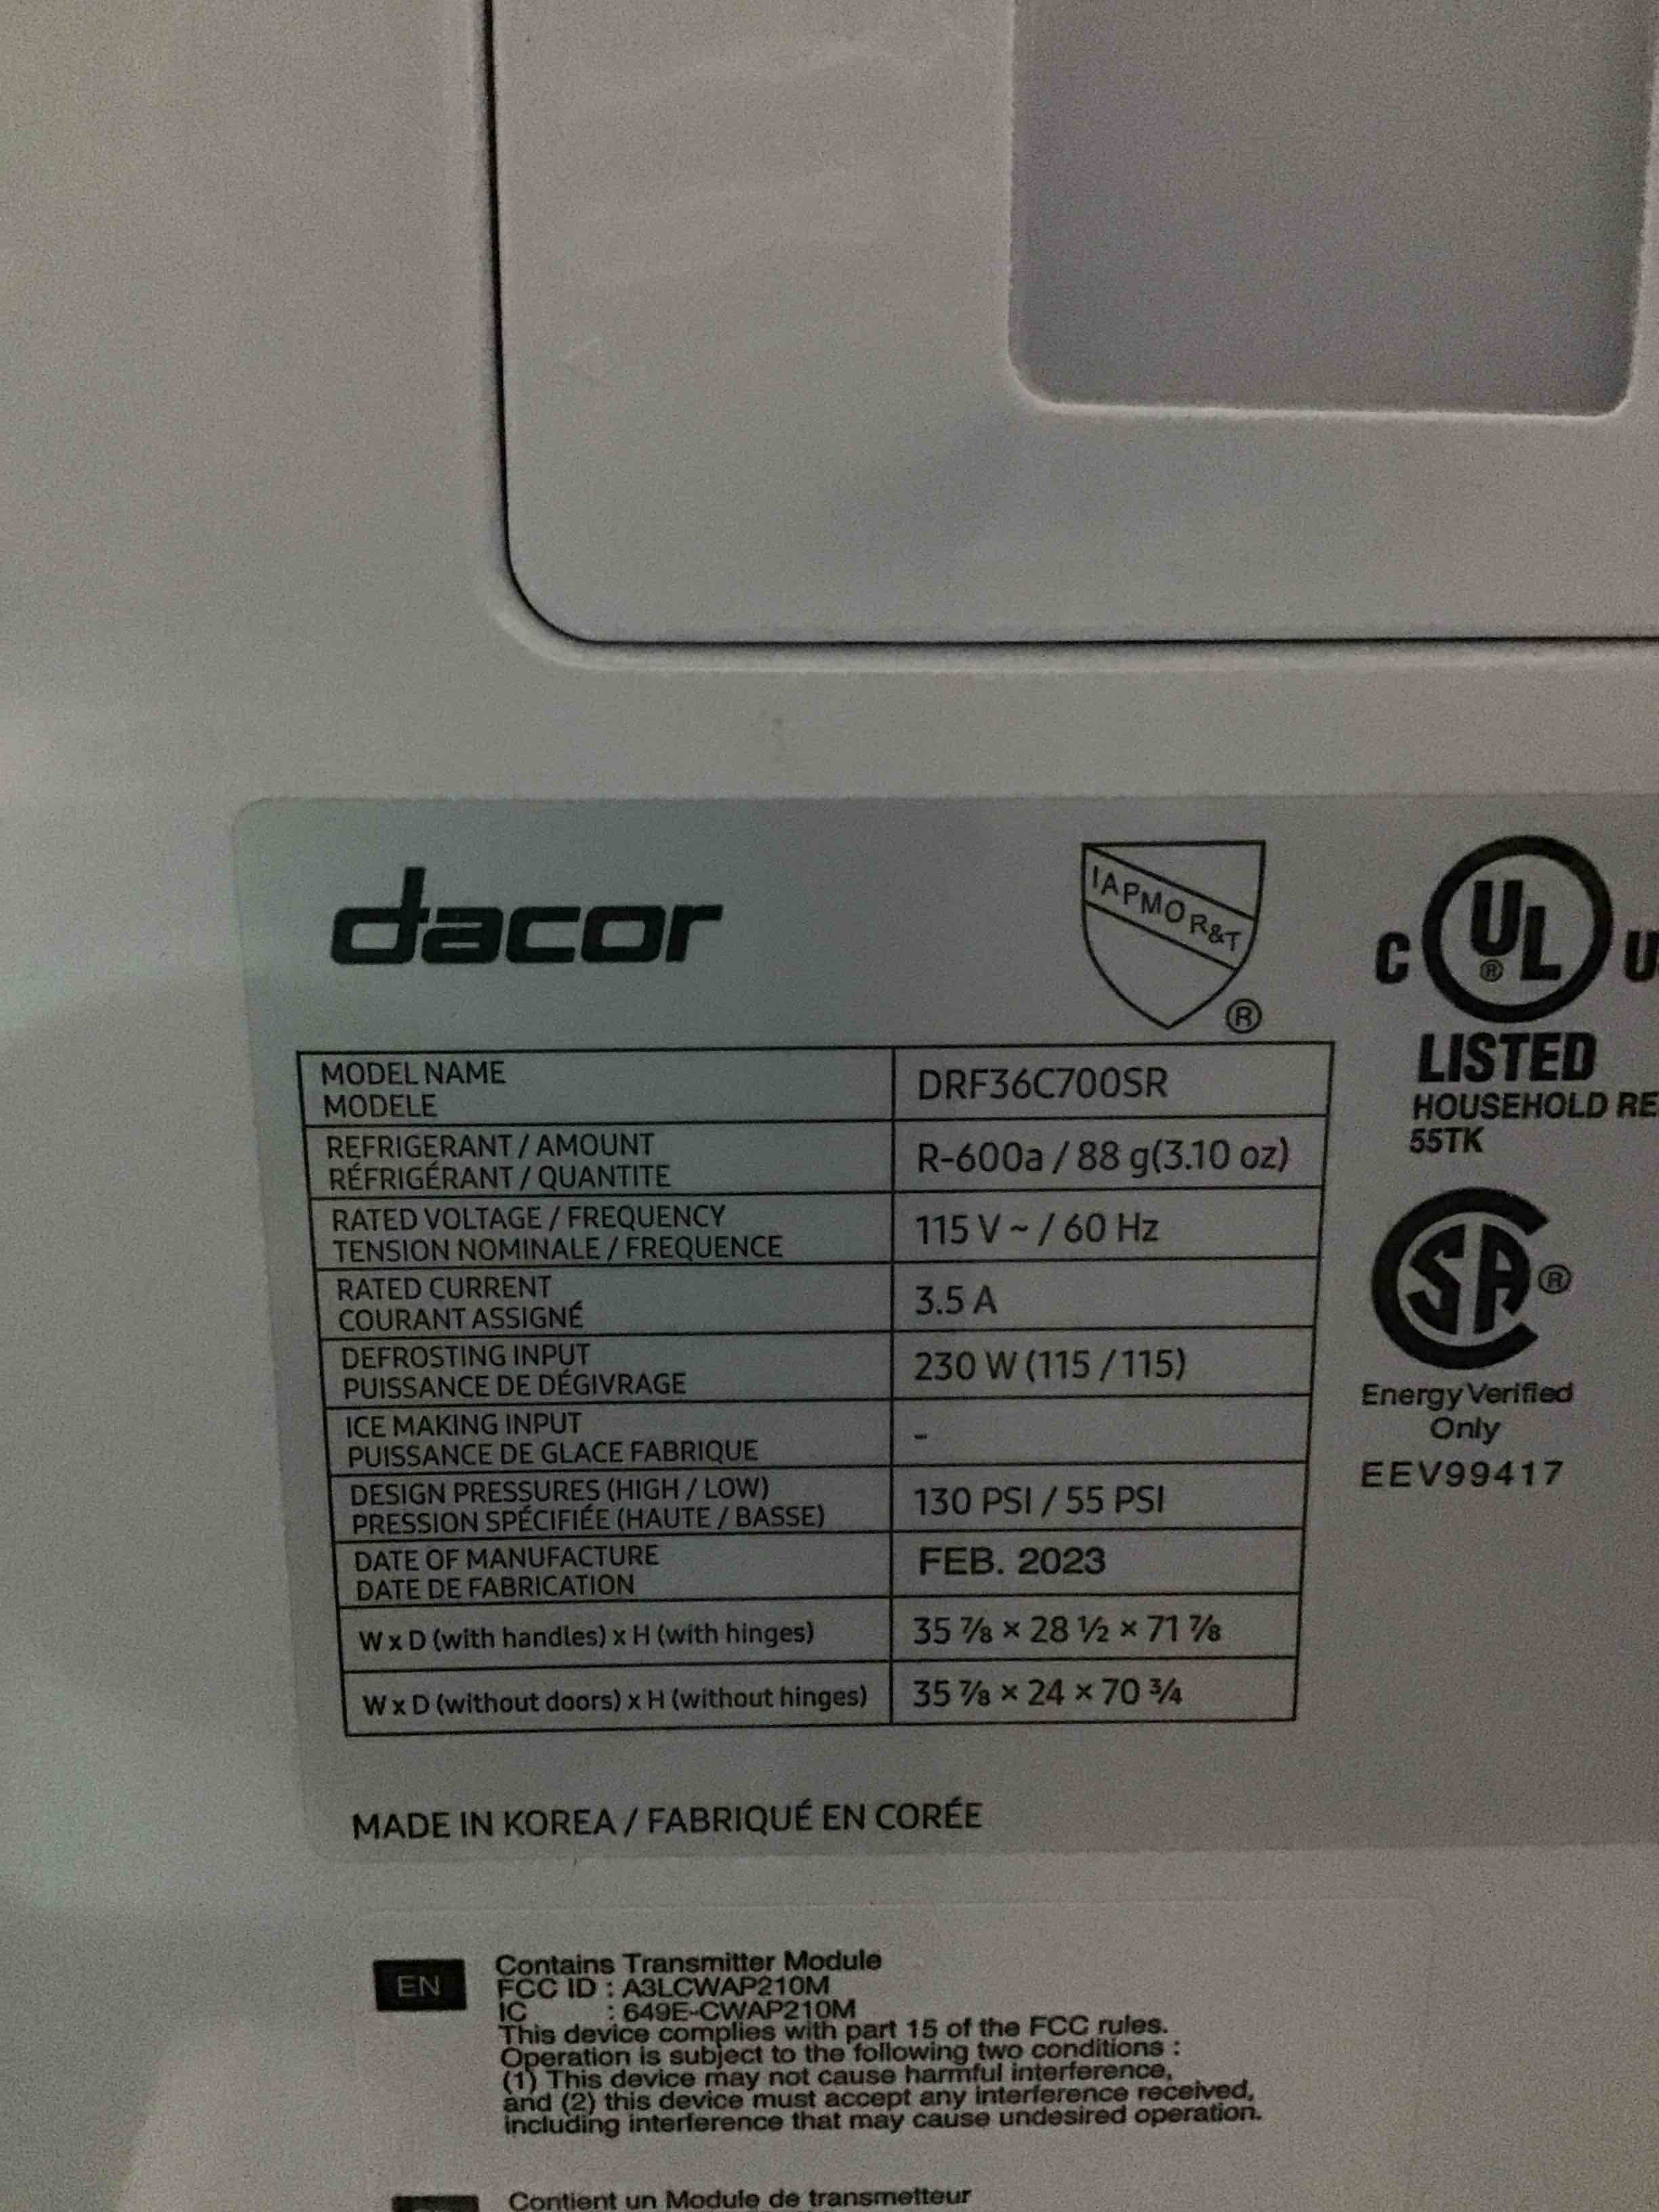 dacor
IAPMO R&T
®
C UL ® U
LISTED
HOUSEHOLD RE
55TK
MODEL NAME
MODELE
DRF36C700SR
REFRIGERANT / AMOUNT
RÉFRIGÉRANT / QUANTITE
R-600a / 88 g(3.10 oz)
RATED VOLTAGE / FREQUENCY
TENSION NOMINALE / FREQUENCE
115 V ~ / 60 Hz
RATED CURRENT
COURANT ASSIGNÉ
3.5 A
DEFROSTING INPUT
PUISSANCE DE DÉGIVRAGE
230 W (115 / 115)
ICE MAKING INPUT
PUISSANCE DE GLACE FABRIQUE
-
DESIGN PRESSURES (HIGH / LOW)
PRESSION SPÉCIFIÉE (HAUTE / BASSE)
130 PSI / 55 PSI
DATE OF MANUFACTURE
DATE DE FABRICATION
FEB. 2023
W x D (with handles) x H (with hinges)
35 ⅞ × 28 ½ × 71 ⅞
W x D (without doors) x H (without hinges)
35 ⅞ × 24 × 70 ¾
SA ®
Energy Verified
Only
EEV99417
MADE IN KOREA / FABRIQUÉ EN CORÉE
EN
Contains Transmitter Module
FCC ID : A3LCWAP210M
IC : 649E-CWAP210M
This device complies with part 15 of the FCC rules.
Operation is subject to the following two conditions :
(1) This device may not cause harmful interference,
and (2) this device must accept any interference received,
including interference that may cause undesired operation.
Contient un Module de transmetteur